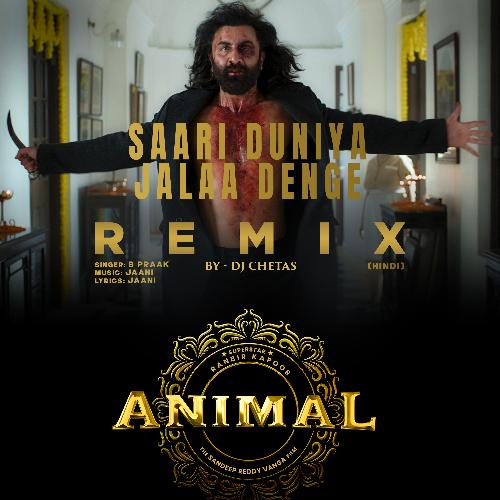 SAARI DUNIYA
JALAA DENGE
REMIX
SINGER: B PRAAK
MUSIC: JAANI
LYRICS: JAANI
BY - DJ CHETAS
(HINDI)
SUPERSTAR
RANBIR KAPOOR
ANIMAL
THE SANDEEP REDDY VANGA FILM